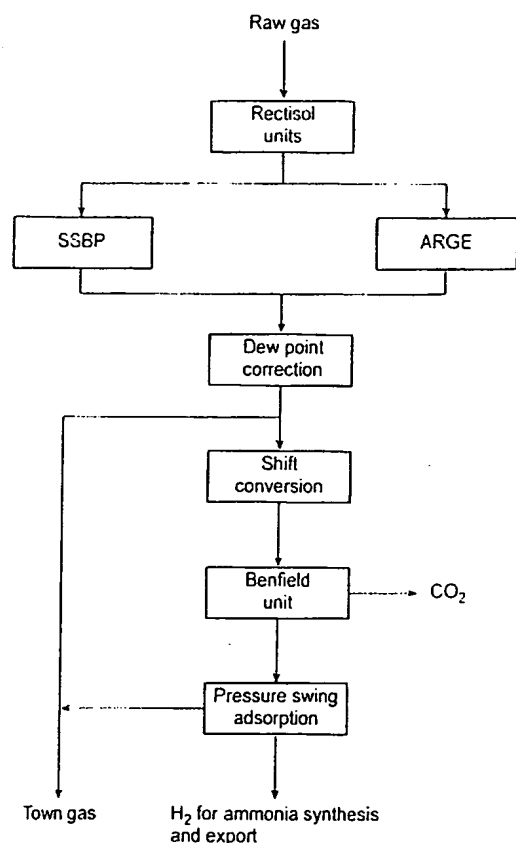 Raw gas
Rectisol
units
SSBP
ARGE
Dew point
correction
Shift
conversion
Benfield
unit
CO₂
Pressure swing
adsorption
Town gas
H₂ for ammonia synthesis
and export